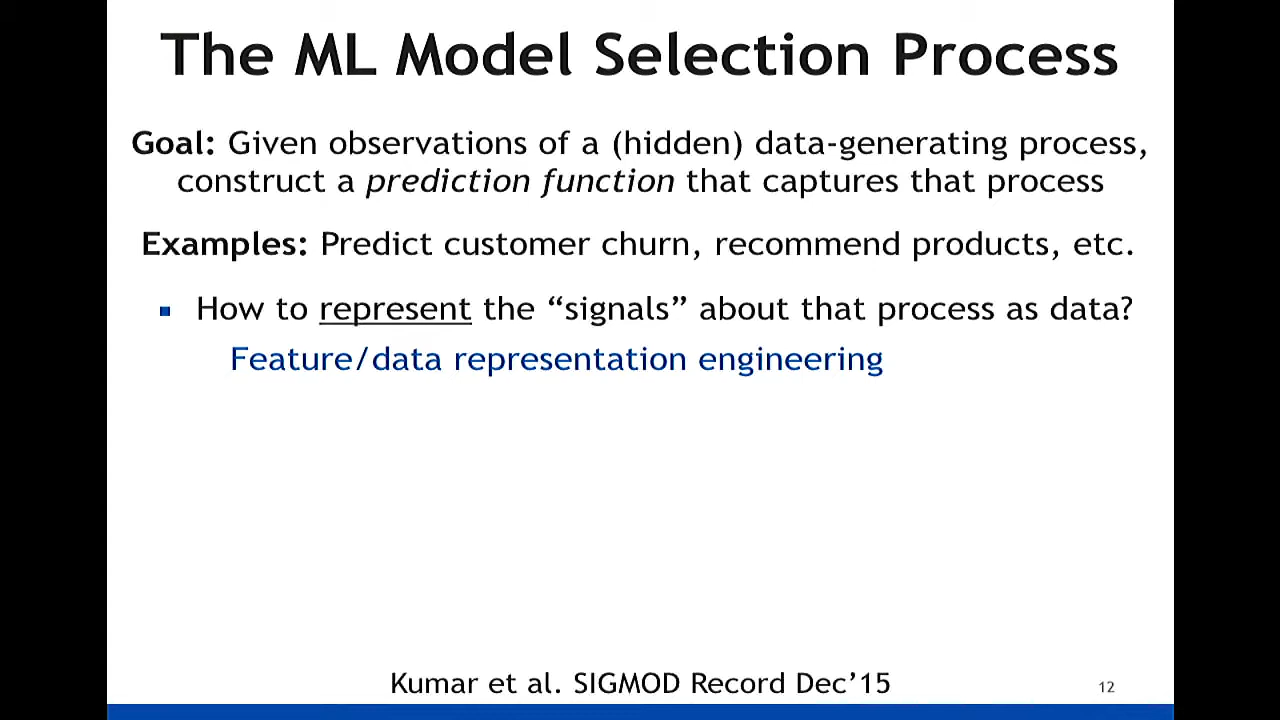 The ML Model Selection Process
Goal: Given observations of a (hidden) data-generating process,
construct a prediction function that captures that process
Examples: Predict customer churn, recommend products, etc.
▪ How to represent the “signals” about that process as data?
Feature/data representation engineering
Kumar et al. SIGMOD Record Dec’15
12